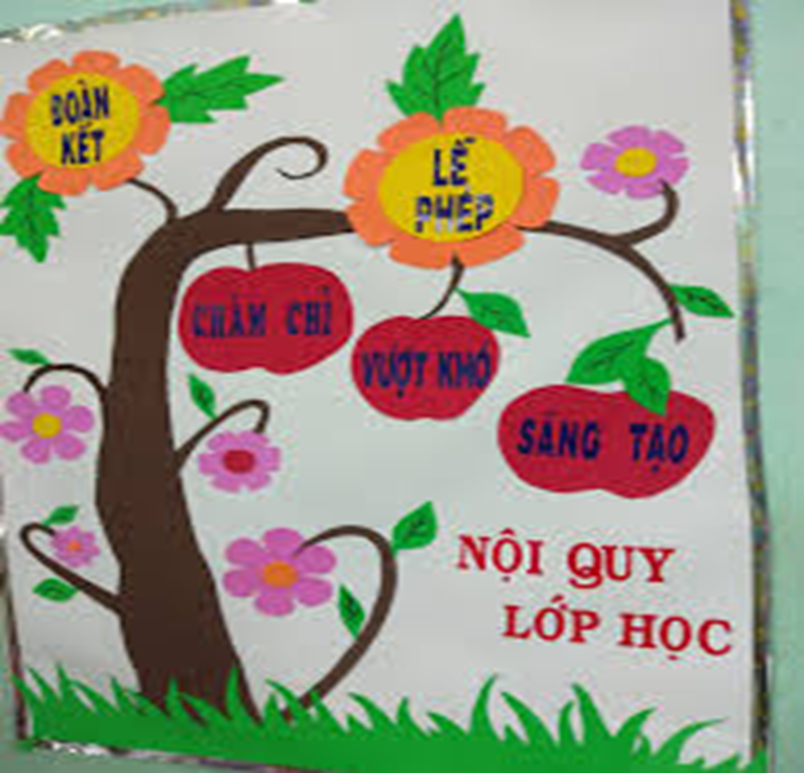 ĐOÀN
KẾT
LỄ
PHÉP
CHĂM CHỈ
VƯỢT KHÓ
SÁNG TẠO
NỘI QUY
LỚP HỌC